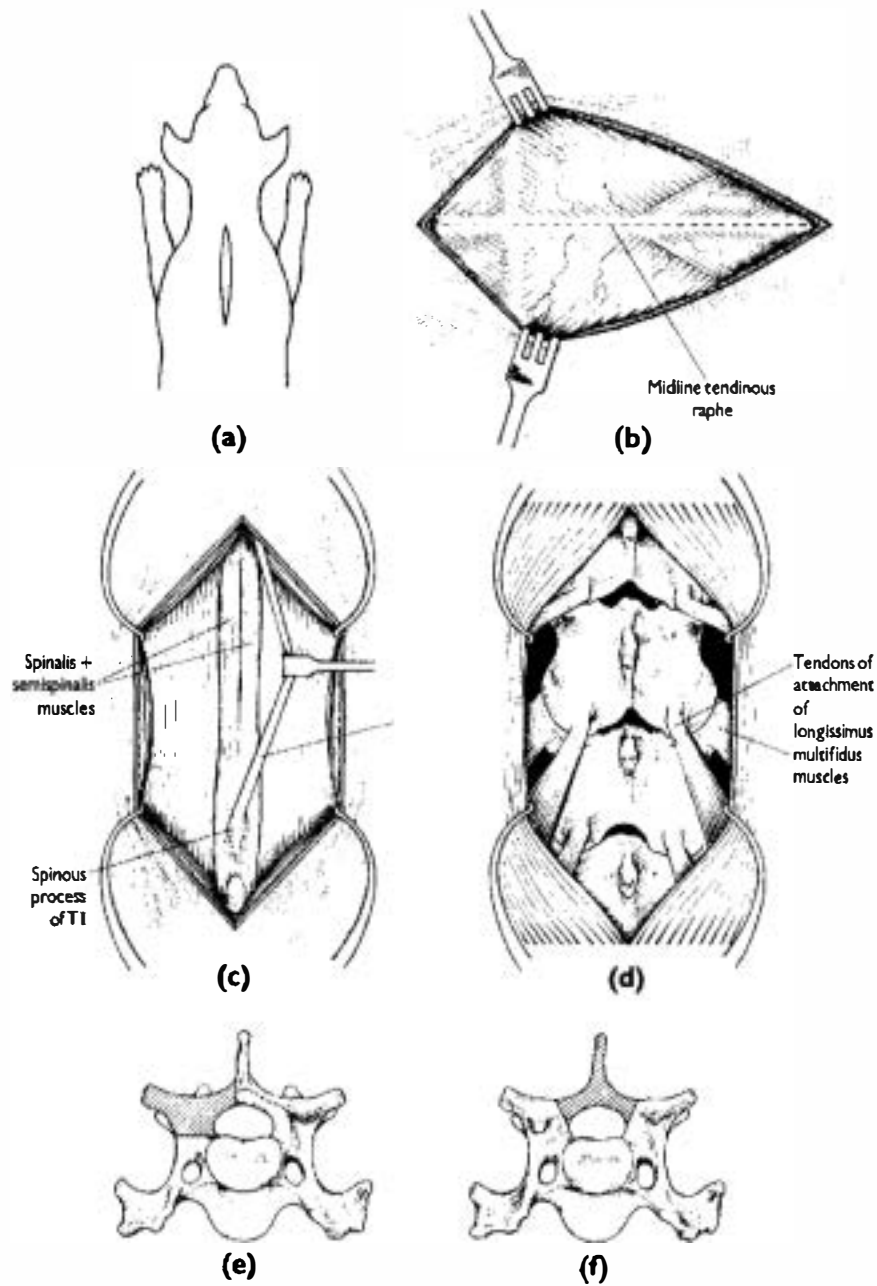 (a)
Midline tendinous
raphe
(b)
Spinalis +
semispinalis
muscles
Spinous
process
of T1
(c)
Tendons of
attachment
of
longissimus
multifidus
muscles
(d)
(e)
(f)